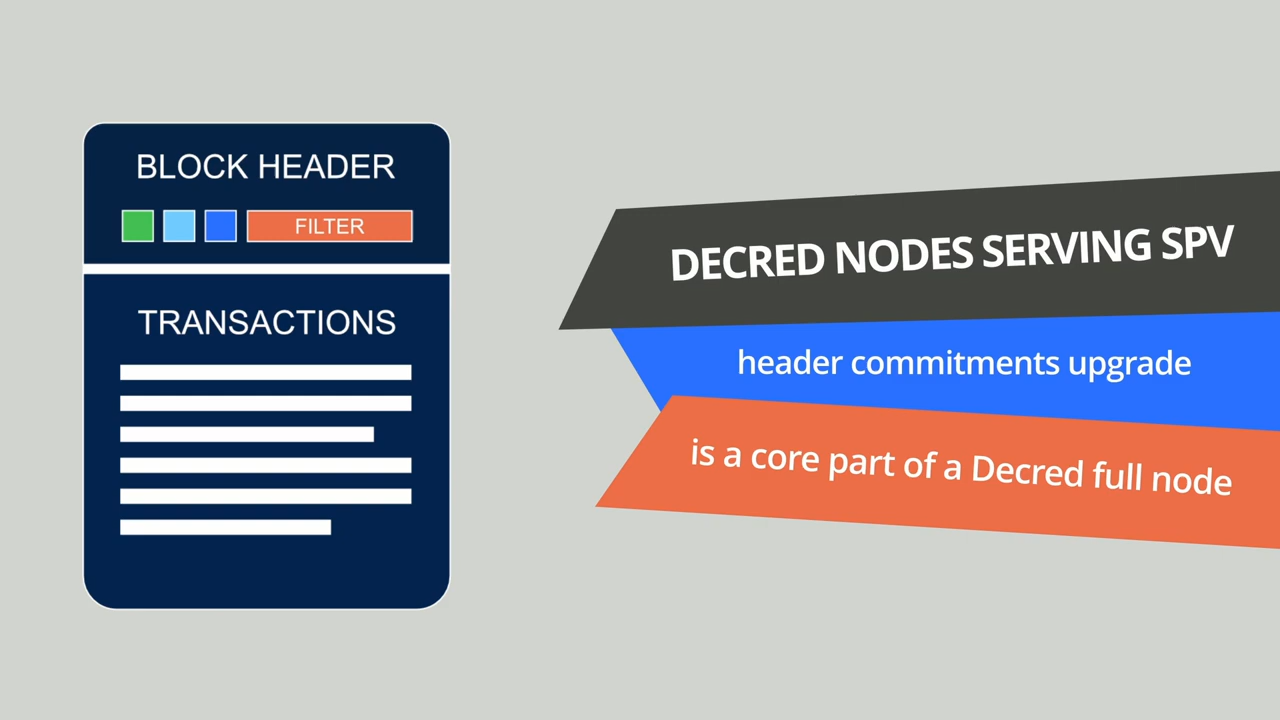 BLOCK HEADER
FILTER
TRANSACTIONS
DECRED NODES SERVING SPV
header commitments upgrade
is a core part of a Decred full node